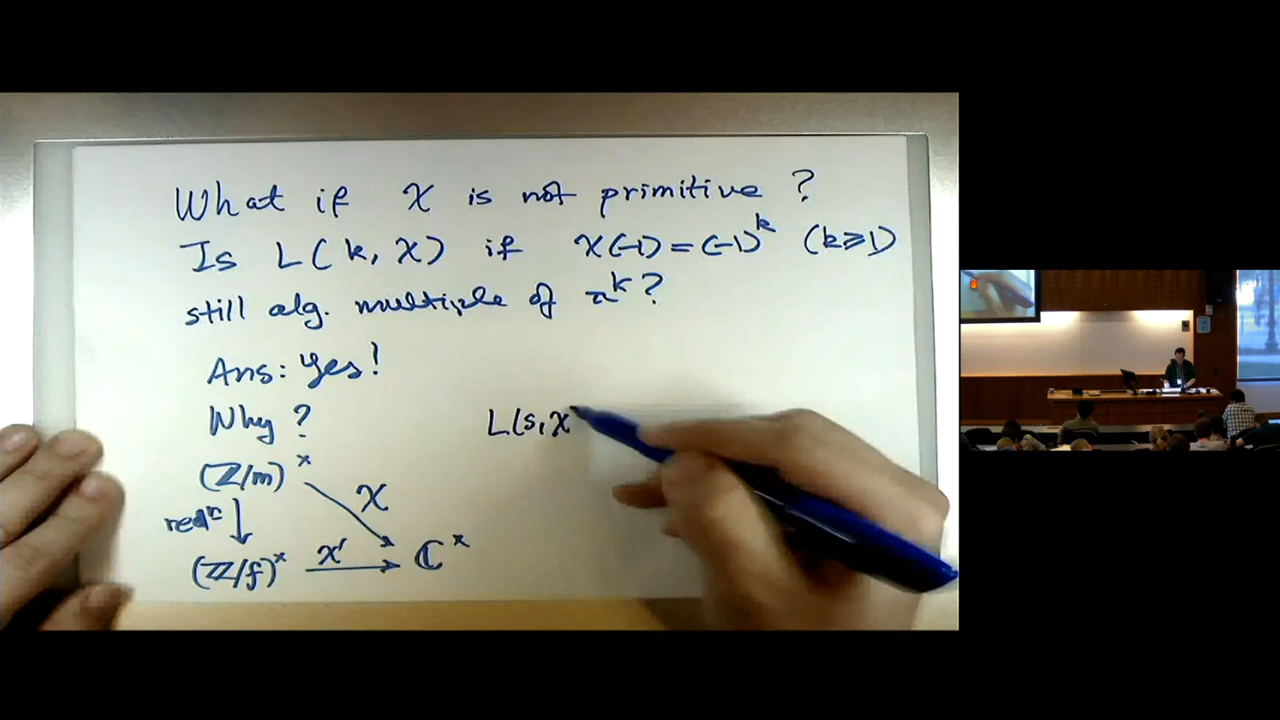 What if χ is not primitive ?
Is L(k, χ) if χ(-1) = (-1)^k (k≥1)
still alg. multiple of π^k ?
Ans: Yes!
Why ?
L(s, χ
(ℤ/m)^×
χ
red^n
(ℤ/f)^× χ' ℂ^×